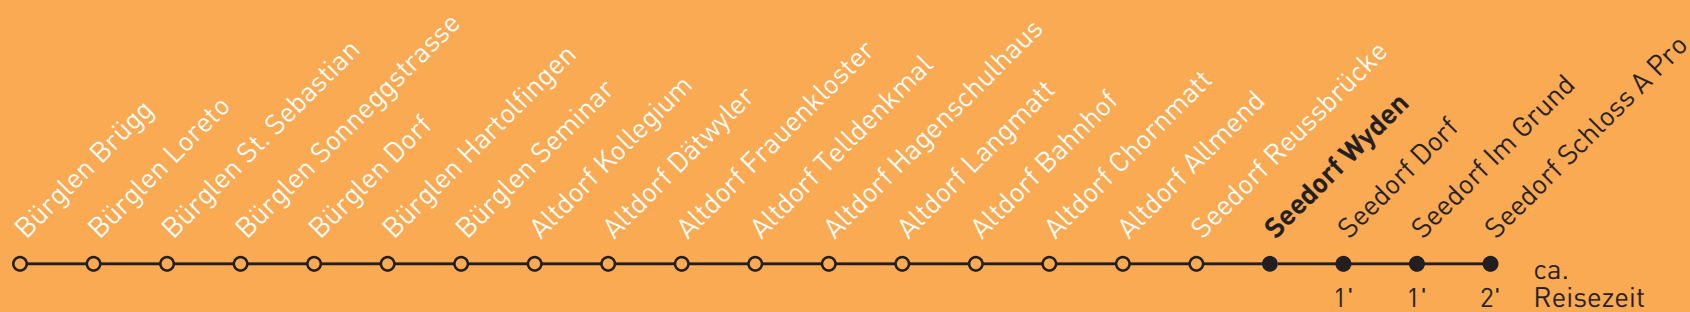 Bürglen Brügg
Bürglen Loreto
Bürglen St. Sebastian
Bürglen Sonneggstrasse
Bürglen Dorf
Bürglen Hartolfingen
Bürglen Seminar
Altdorf Kollegium
Altdorf Dätwyler
Altdorf Frauenkloster
Altdorf Telldenkmal
Altdorf Hagenschulhaus
Altdorf Langmatt
Altdorf Bahnhof
Altdorf Chornmatt
Altdorf Allmend
Seedorf Reussbrücke
Seedorf Wyden
Seedorf Dorf
Seedorf Im Grund
Seedorf Schloss A Pro
ca.
1' 1' 2' Reisezeit